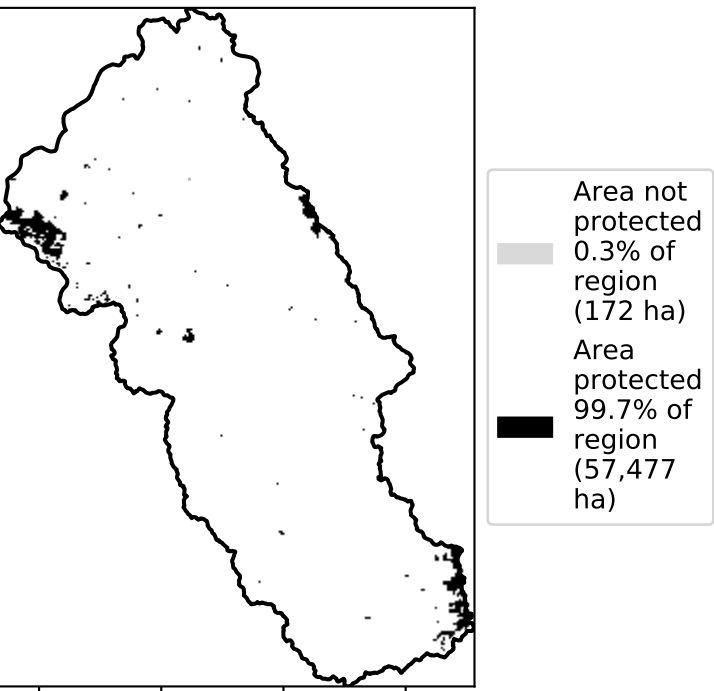 Area not
protected
0.3% of
region
(172 ha)
Area
protected
99.7% of
region
(57,477
ha)